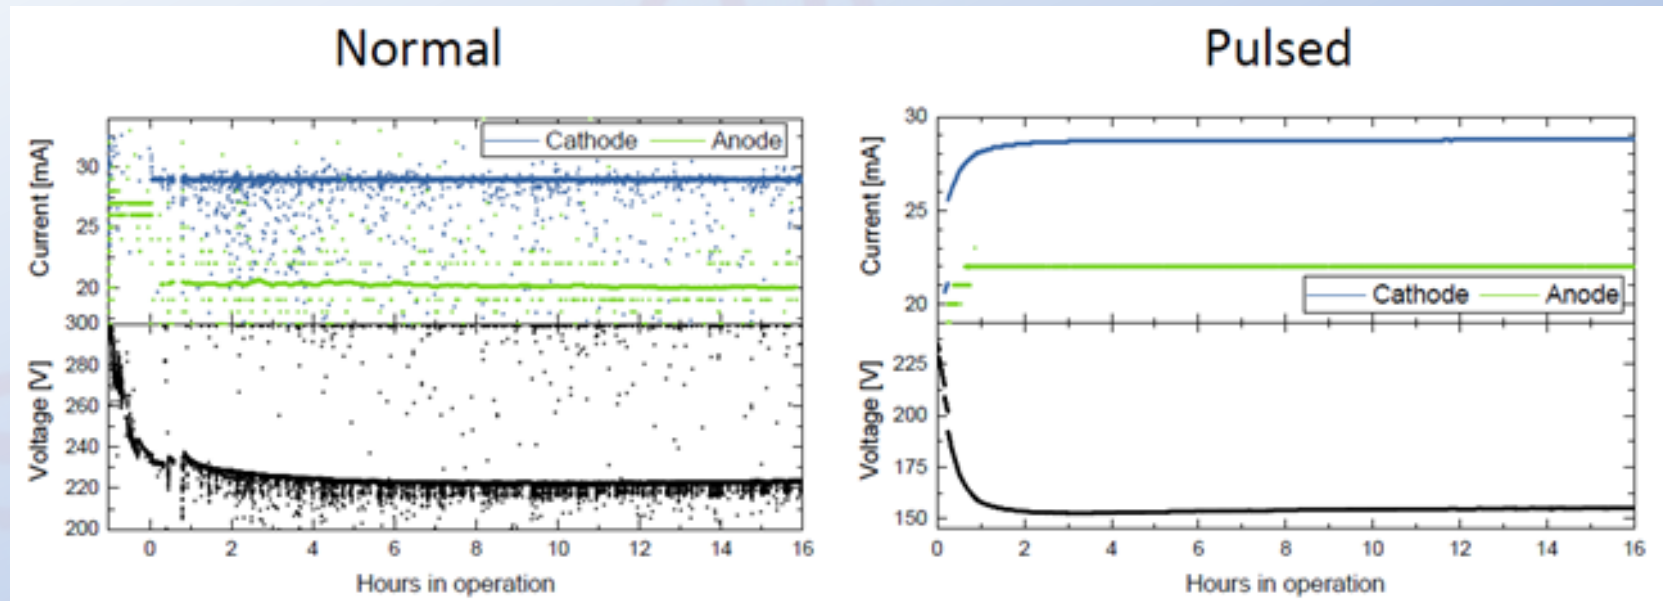 Normal
Pulsed
Cathode Anode
Current [mA]
30
25
20
Voltage [V]
300
280
260
240
220
200
0 2 4 6 8 10 12 14 16
Hours in operation
Current [mA]
30
25
20
Cathode Anode
Voltage [V]
225
200
175
150
0 2 4 6 8 10 12 14 16
Hours in operation